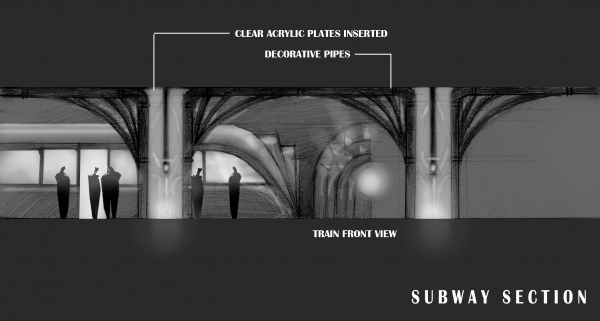 CLEAR ACRYLIC PLATES INSERTED
DECORATIVE PIPES
TRAIN FRONT VIEW
SUBWAY SECTION